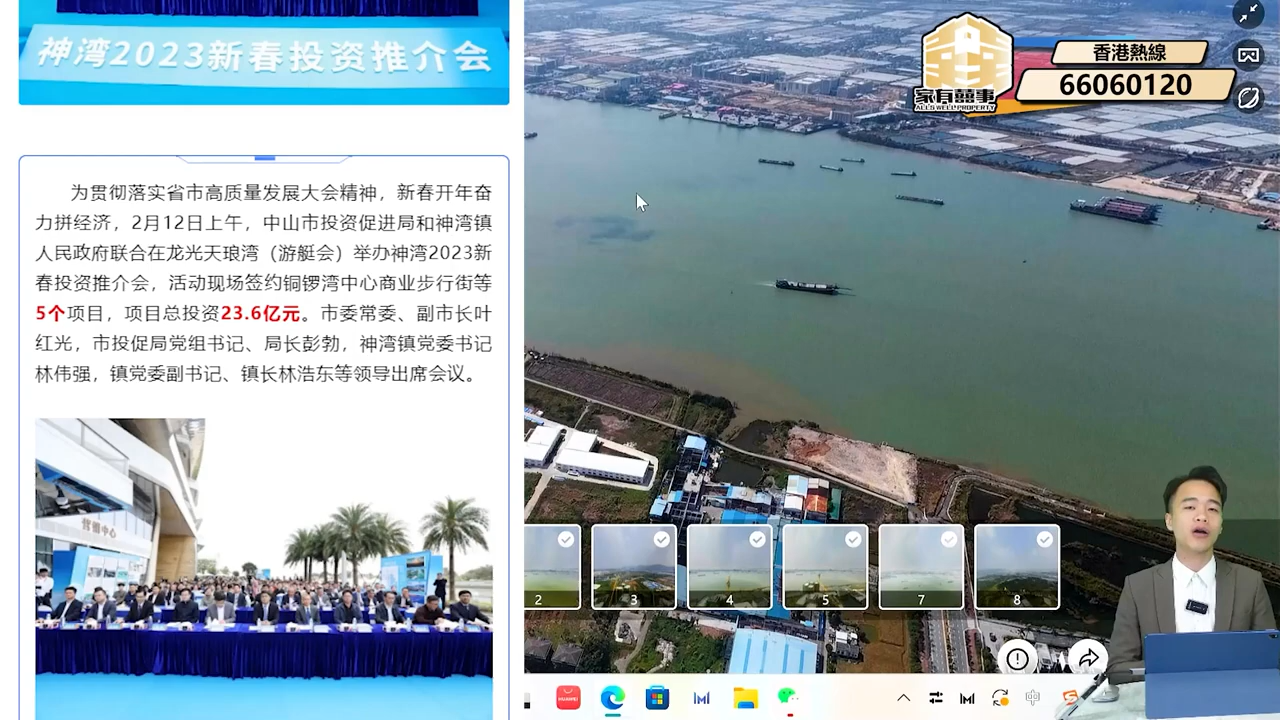 神湾2023新春投资推介会
为贯彻落实省市高质量发展大会精神，新春开年奋
力拼经济，2月12日上午，中山市投资促进局和神湾镇
人民政府联合在龙光天琅湾（游艇会）举办神湾2023新
春投资推介会，活动现场签约铜锣湾中心商业步行街等
5个项目，项目总投资23.6亿元。市委常委、副市长叶
红光，市投促局党组书记、局长彭勃，神湾镇党委书记
林伟强，镇党委副书记、镇长林浩东等领导出席会议。
营销中心
家有囍事
ALLS WELL PROPERTY
香港熱線
66060120
2
3
4
5
7
8
HUAWEI
中